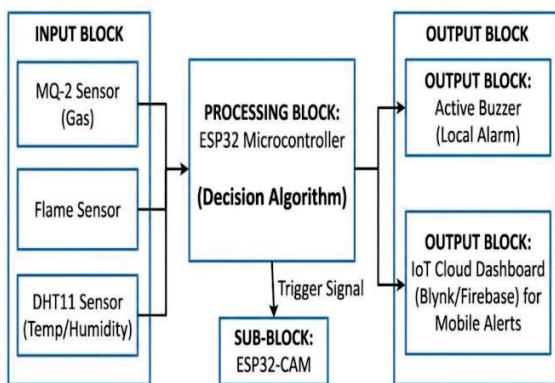 INPUT BLOCK
MQ-2 Sensor
(Gas)
Flame Sensor
DHT11 Sensor
(Temp/Humidity)
PROCESSING BLOCK:
ESP32 Microcontroller
(Decision Algorithm)
Trigger Signal
SUB-BLOCK:
ESP32-CAM
OUTPUT BLOCK
OUTPUT BLOCK:
Active Buzzer
(Local Alarm)
OUTPUT BLOCK:
IoT Cloud Dashboard
(Blynk/Firebase) for
Mobile Alerts